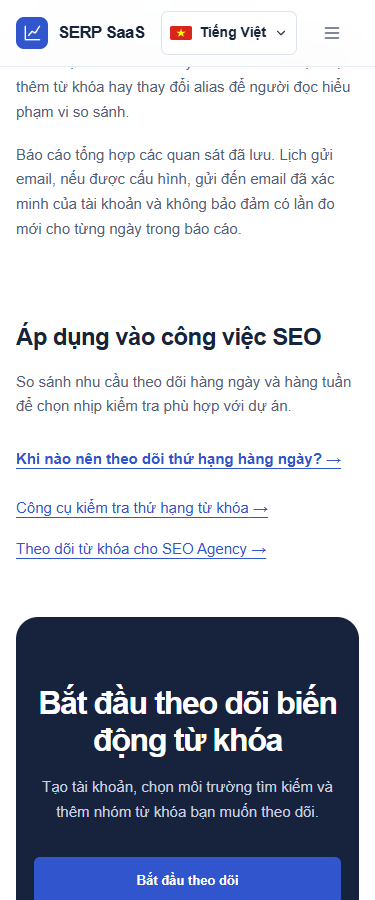 SERP SaaS
Tiếng Việt
thêm từ khóa hay thay đổi alias để người đọc hiểu
phạm vi so sánh.
Báo cáo tổng hợp các quan sát đã lưu. Lịch gửi
email, nếu được cấu hình, gửi đến email đã xác
minh của tài khoản và không bảo đảm có lần đo
mới cho từng ngày trong báo cáo.
Áp dụng vào công việc SEO
So sánh nhu cầu theo dõi hàng ngày và hàng tuần
để chọn nhịp kiểm tra phù hợp với dự án.
Khi nào nên theo dõi thứ hạng hàng ngày? →
Công cụ kiểm tra thứ hạng từ khóa →
Theo dõi từ khóa cho SEO Agency →
Bắt đầu theo dõi biến
động từ khóa
Tạo tài khoản, chọn môi trường tìm kiếm và
thêm nhóm từ khóa bạn muốn theo dõi.
Bắt đầu theo dõi